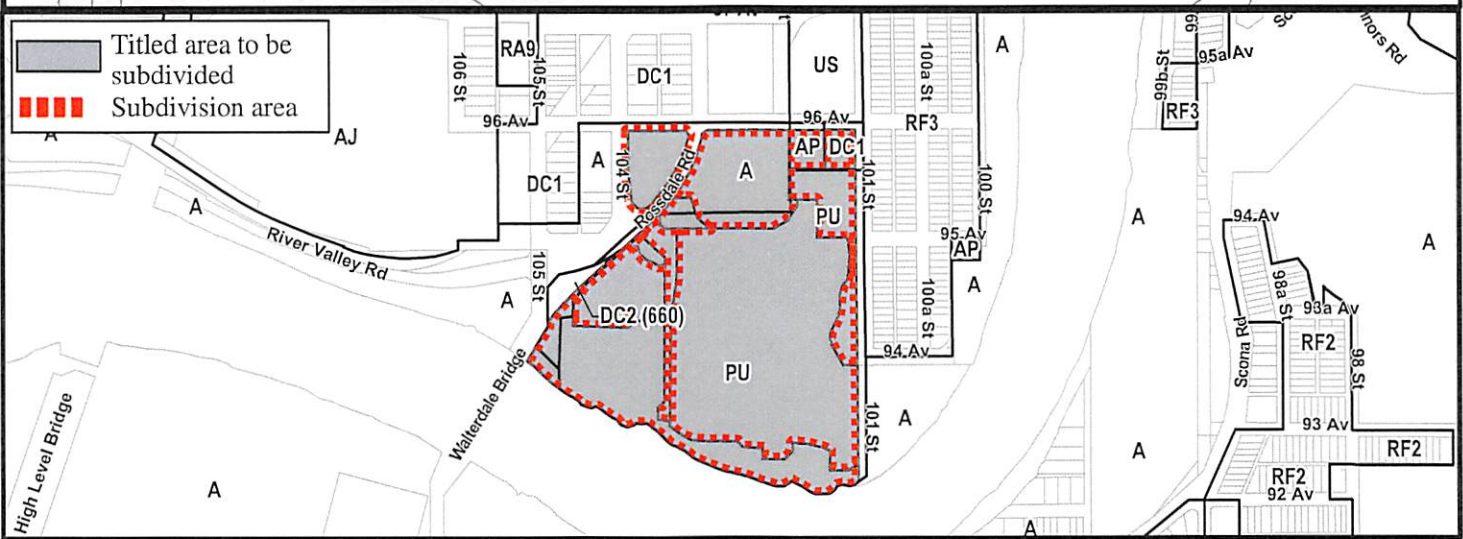 Titled area to be
subdivided
Subdivision area
A
AJ
106 St
RA9
105 St
DC1
US
96 Av
96 Av
100a St
RF3
A
99b St
95a Av
RF3
A
DC1
A
104 St
Rossdale Rd
A
AP
DC1
101 St
PU
100 St
95 Av
AP
A
River Valley Rd
105 St
A
A
94 Av
98a St
A
DC2 (660)
100a St
A
93a Av
RF2
Scona Rd
98 St
94 Av
PU
Walterdale Bridge
High Level Bridge
A
101 St
A
A
93 Av
RF2
RF2
92 Av
A